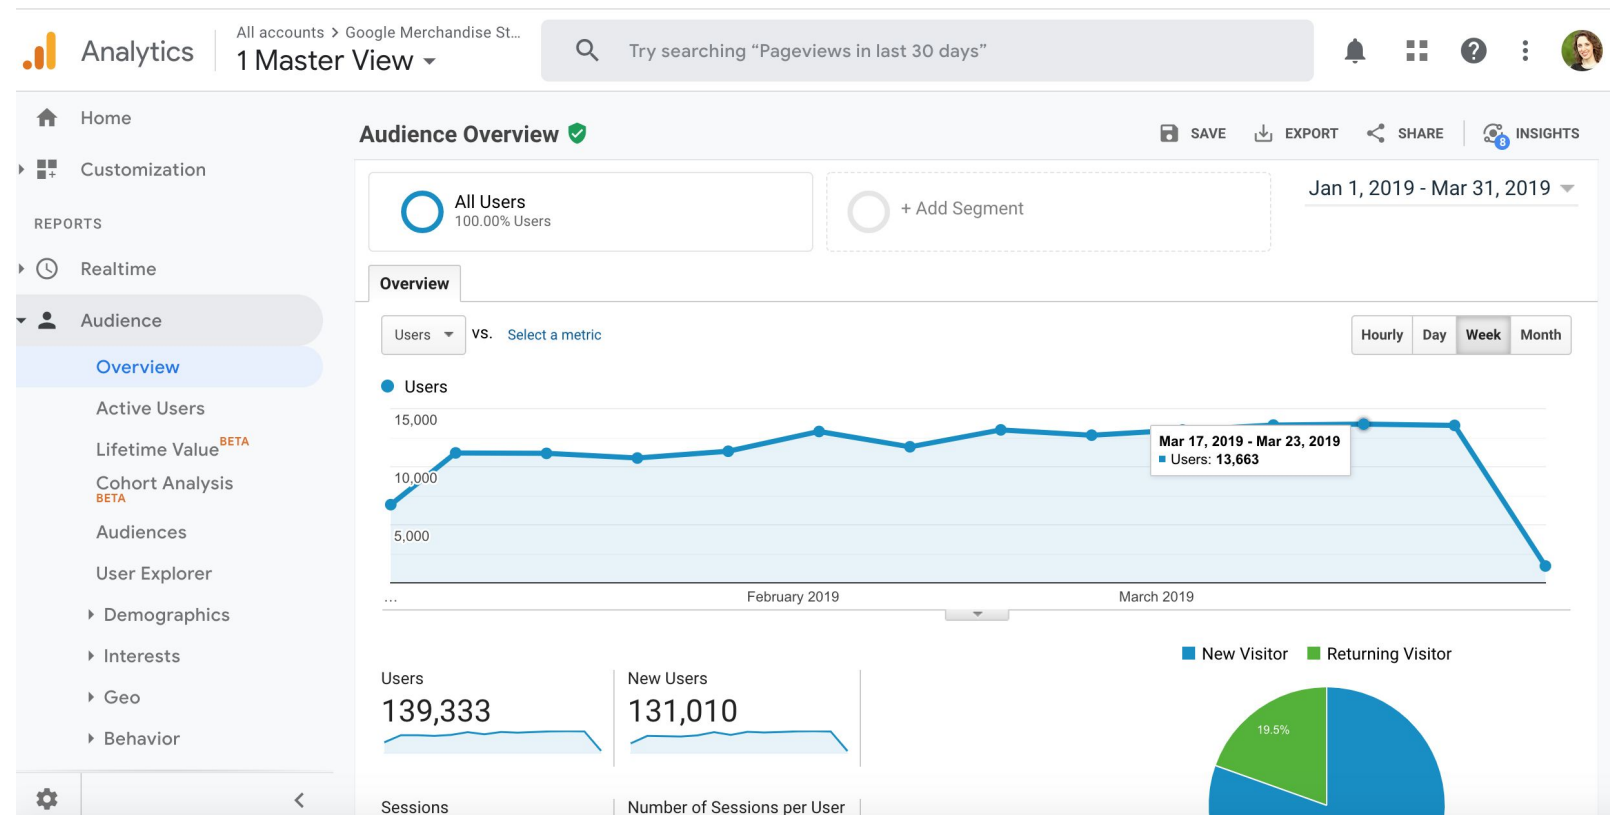 All accounts > Google Merchandise St...
Analytics
1 Master View
Try searching “Pageviews in last 30 days”
Home
Customization
REPORTS
Realtime
Audience
Overview
Active Users
Lifetime Value BETA
Cohort Analysis
BETA
Audiences
User Explorer
Demographics
Interests
Geo
Behavior
Audience Overview
SAVE
EXPORT
SHARE
8
INSIGHTS
All Users
100.00% Users
+ Add Segment
Jan 1, 2019 - Mar 31, 2019
Overview
Users
VS.
Select a metric
Hourly
Day
Week
Month
Users
15,000
10,000
5,000
Mar 17, 2019 - Mar 23, 2019
Users: 13,663
...
February 2019
March 2019
New Visitor
Returning Visitor
Users
139,333
New Users
131,010
19.5%
Sessions
Number of Sessions per User